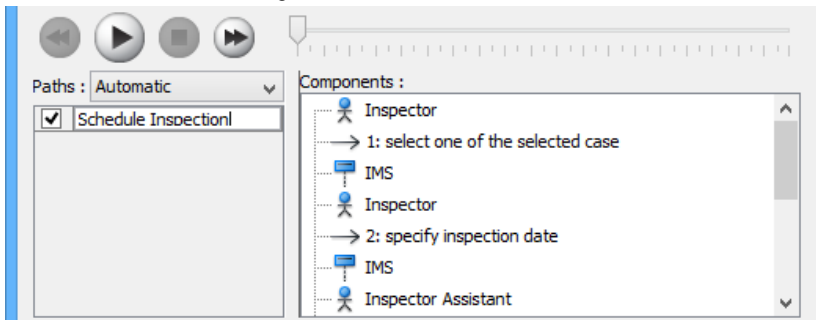 Paths : Automatic
Schedule Inspectionl
Components :
Inspector
1: select one of the selected case
IMS
Inspector
2: specify inspection date
IMS
Inspector Assistant